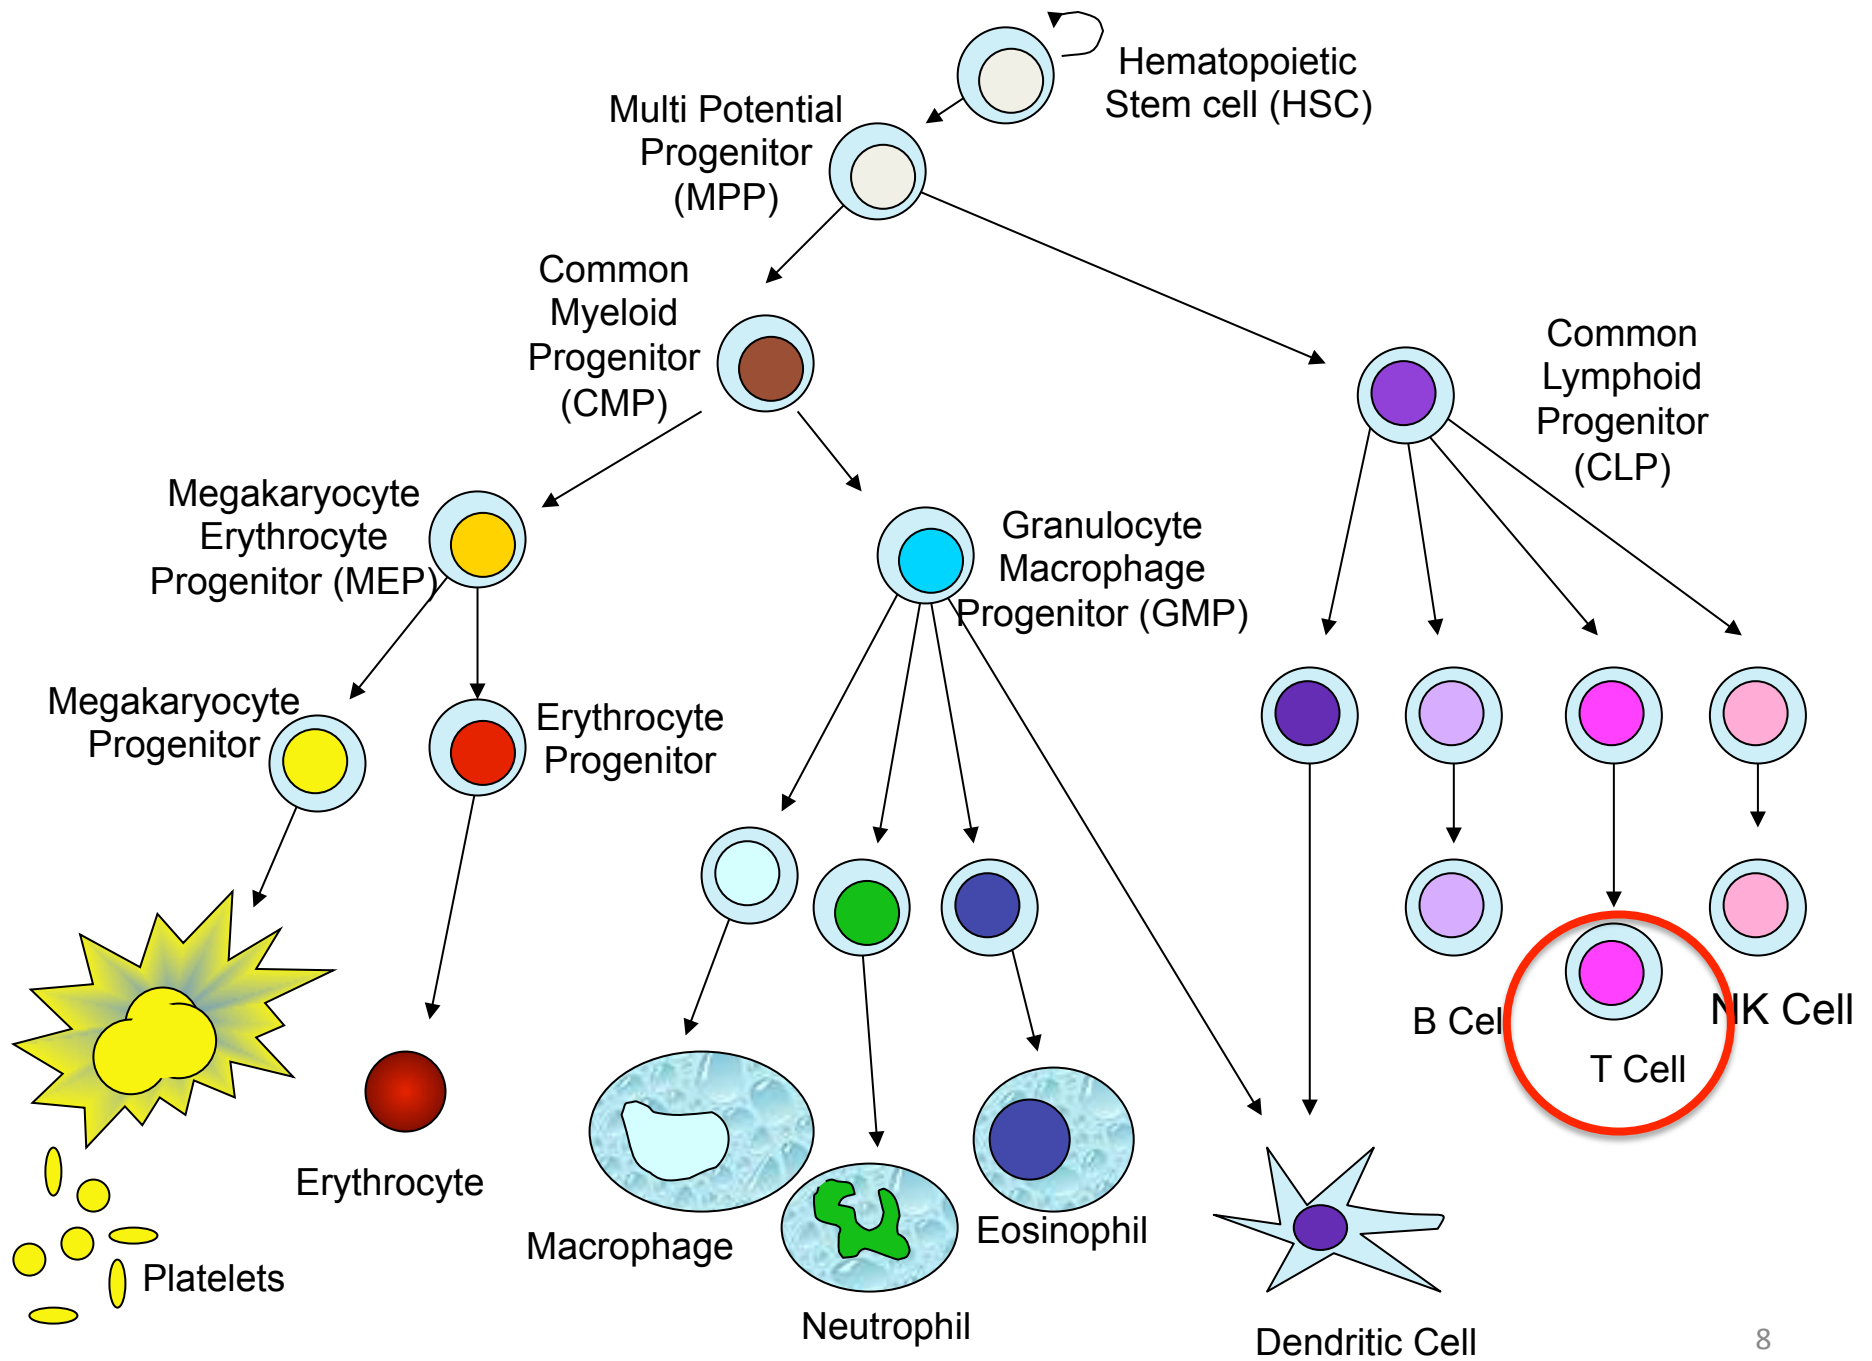 Hematopoietic
Stem cell (HSC)
Multi Potential
Progenitor
(MPP)
Common
Myeloid
Progenitor
(CMP)
Common
Lymphoid
Progenitor
(CLP)
Megakaryocyte
Erythrocyte
Progenitor (MEP)
Granulocyte
Macrophage
Progenitor (GMP)
Megakaryocyte
Progenitor
Erythrocyte
Progenitor
B Cel
T Cell
NK Cell
Erythrocyte
Macrophage
Eosinophil
Platelets
Neutrophil
Dendritic Cell
8